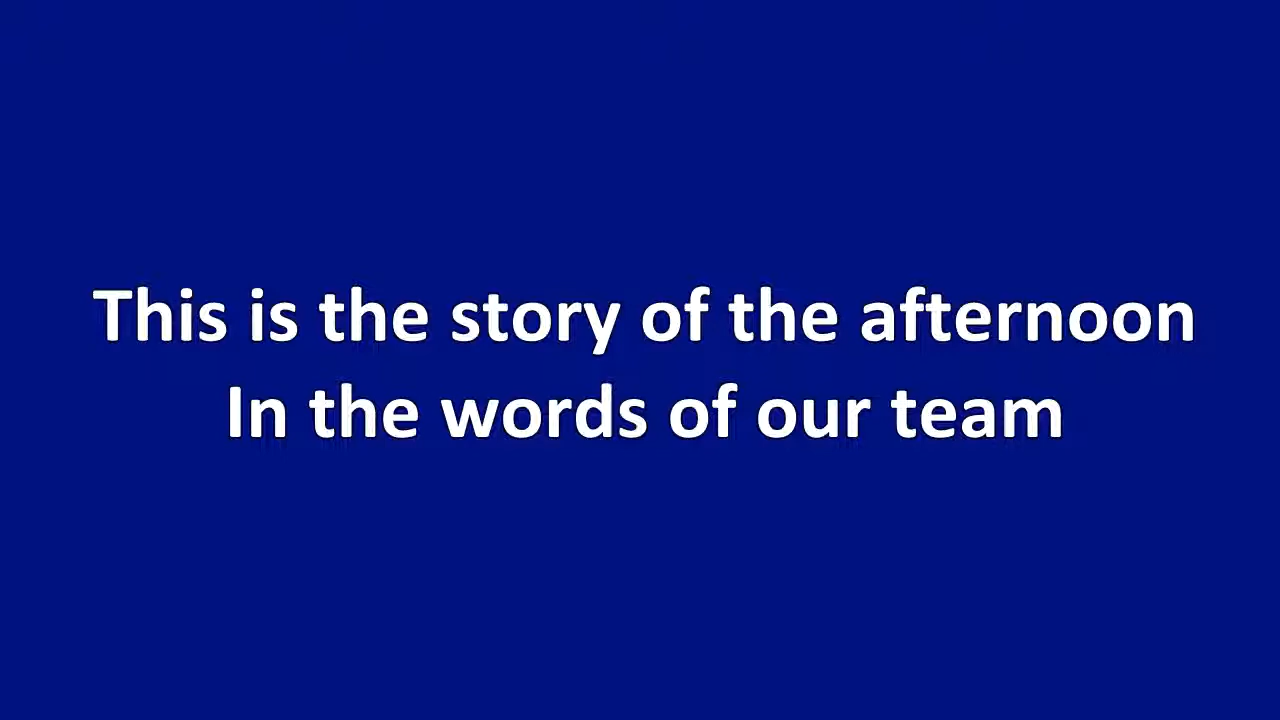 This is the story of the afternoon
In the words of our team